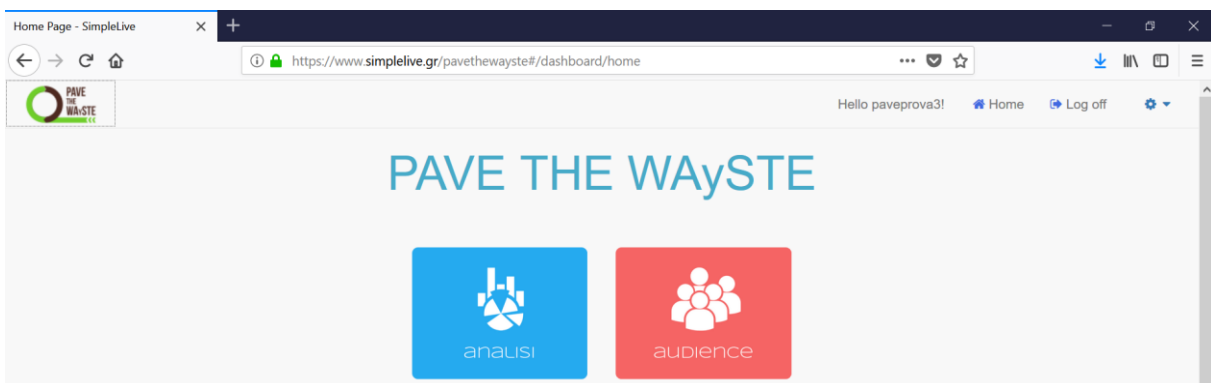 Home Page - SimpleLive
https://www.simplelive.gr/pavethewayste#/dashboard/home
PAVE
THE
WAySTE
Hello paveprova3!
Home
Log off
PAVE THE WAySTE
analisi
audience